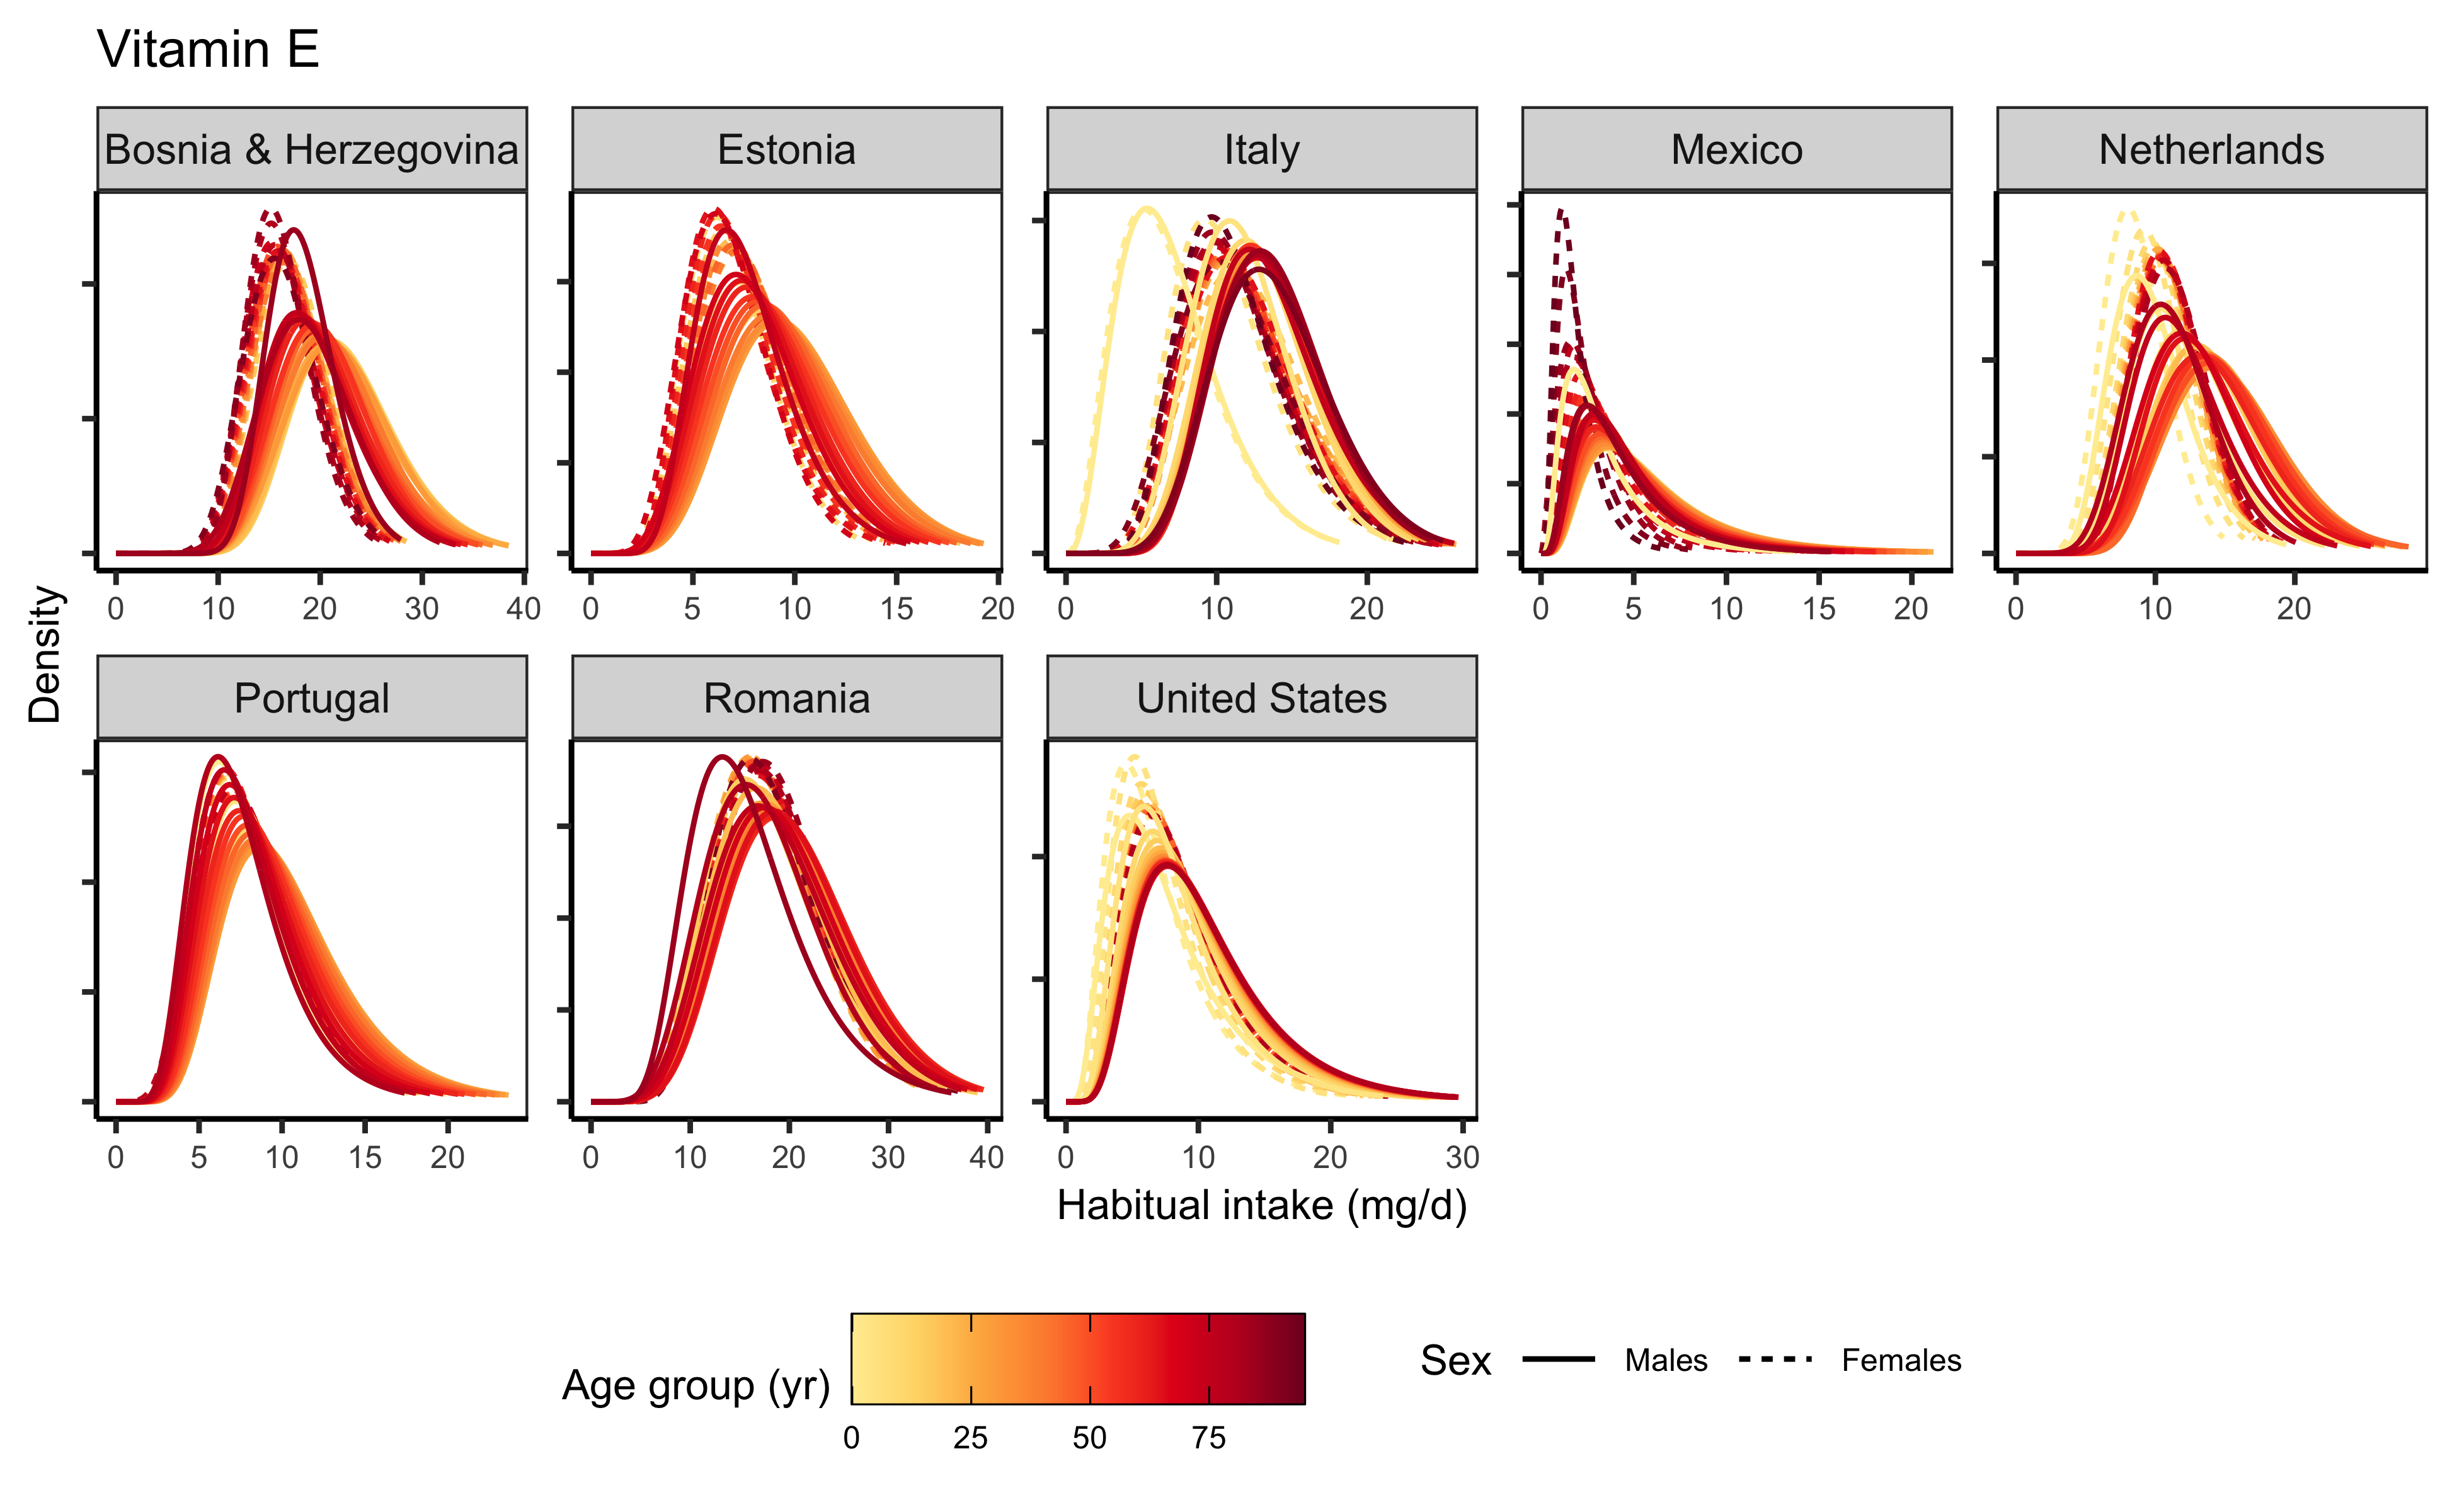 Vitamin E
Bosnia & Herzegovina Estonia Italy Mexico Netherlands
0 10 20 30 40 0 5 10 15 20 0 10 20 0 5 10 15 20 0 10 20
Density
Portugal Romania United States
0 5 10 15 20 0 10 20 30 40 0 10 20 30
Habitual intake (mg/d)
Age group (yr)
0 25 50 75
Sex Males Females